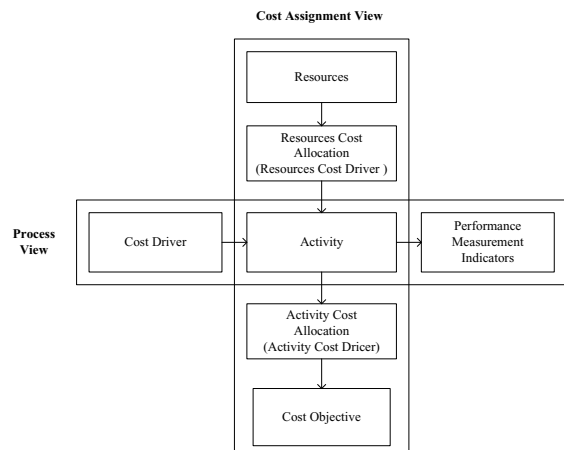 Cost Assignment View
Resources
Resources Cost
Allocation
(Resources Cost Driver )
Process
View
Cost Driver
Activity
Performance
Measurement
Indicators
Activity Cost
Allocation
(Activity Cost Dricer)
Cost Objective